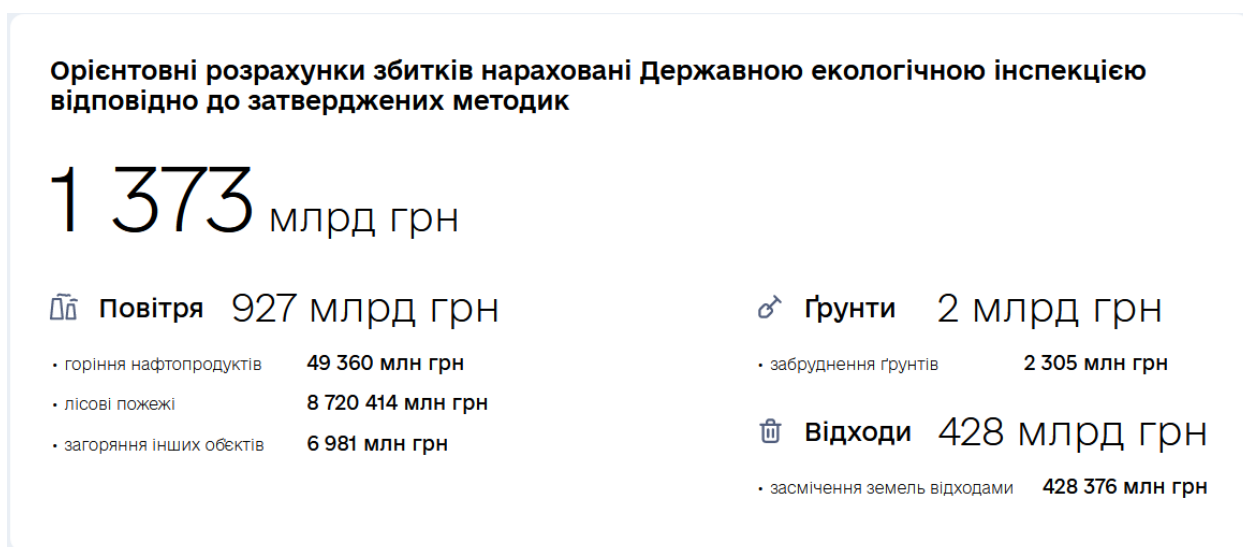 Орієнтовні розрахунки збитків нараховані Державною екологічною інспекцією
відповідно до затверджених методик
1 373 млрд грн
Повітря 927 млрд грн
• горіння нафтопродуктів 49 360 млн грн
• лісові пожежі 8 720 414 млн грн
• загоряння інших об'єктів 6 981 млн грн
Ґрунти 2 млрд грн
• забруднення ґрунтів 2 305 млн грн
Відходи 428 млрд грн
• засмічення земель відходами 428 376 млн грн